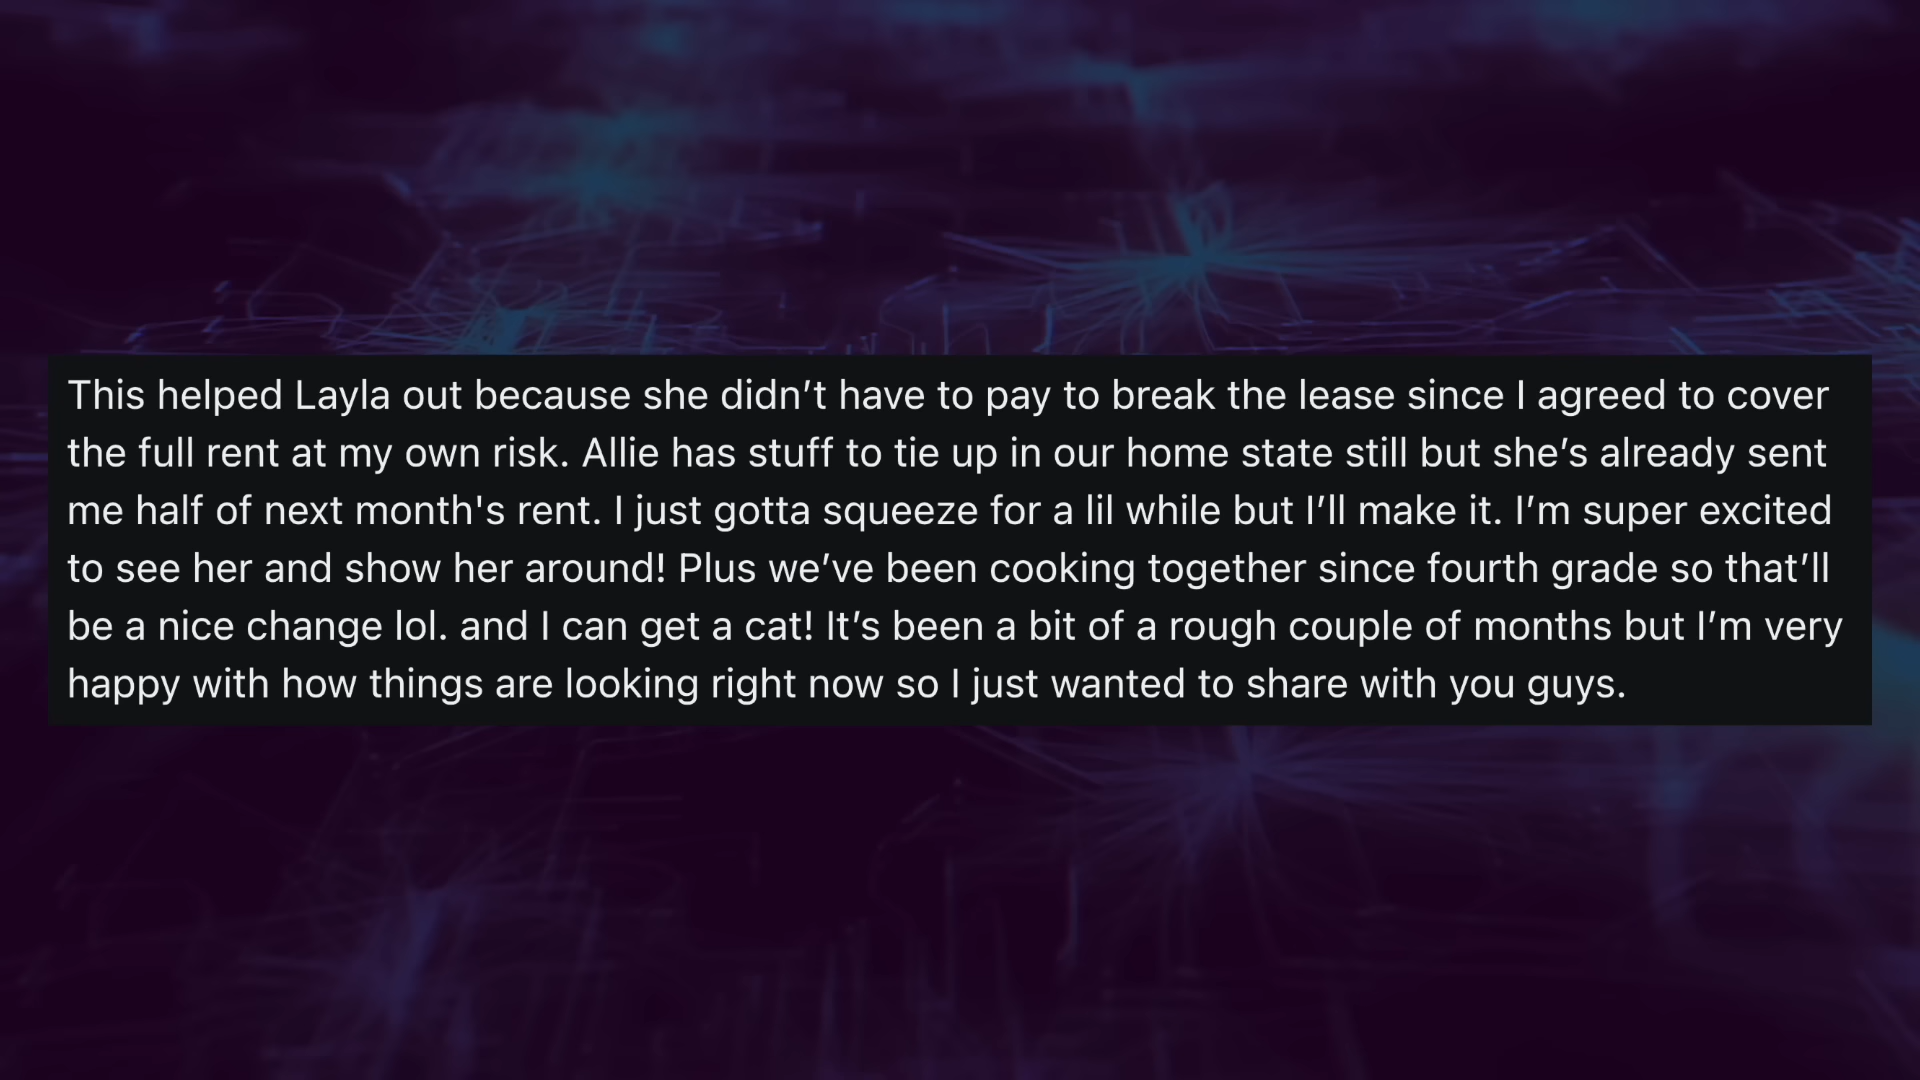 This helped Layla out because she didn’t have to pay to break the lease since I agreed to cover
the full rent at my own risk. Allie has stuff to tie up in our home state still but she’s already sent
me half of next month's rent. I just gotta squeeze for a lil while but I’ll make it. I’m super excited
to see her and show her around! Plus we’ve been cooking together since fourth grade so that’ll
be a nice change lol. and I can get a cat! It’s been a bit of a rough couple of months but I’m very
happy with how things are looking right now so I just wanted to share with you guys.